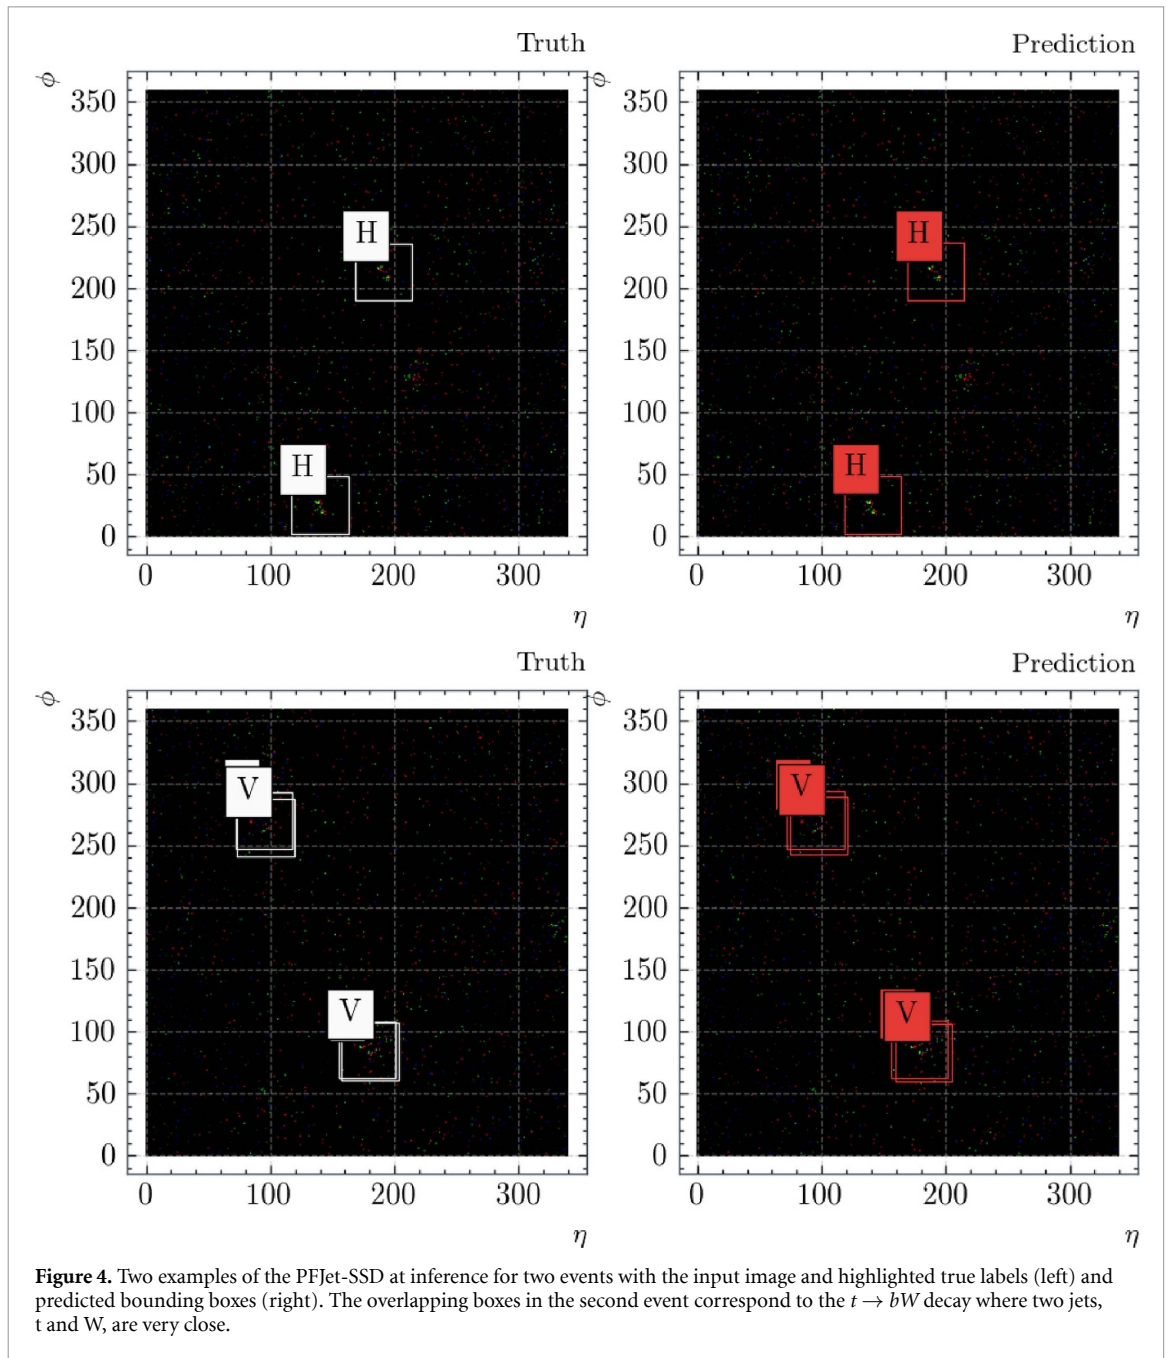 Truth
Prediction
ϕ
ϕ
350
300
250
200
150
100
50
0
H
H
0 100 200 300
η
350
300
250
200
150
100
50
0
H
H
0 100 200 300
η
Truth
Prediction
ϕ
ϕ
350
300
250
200
150
100
50
0
V
V
0 100 200 300
η
350
300
250
200
150
100
50
0
V
V
0 100 200 300
η
Figure 4. Two examples of the PFJet-SSD at inference for two events with the input image and highlighted true labels (left) and
predicted bounding boxes (right). The overlapping boxes in the second event correspond to the t → bW decay where two jets,
t and W, are very close.